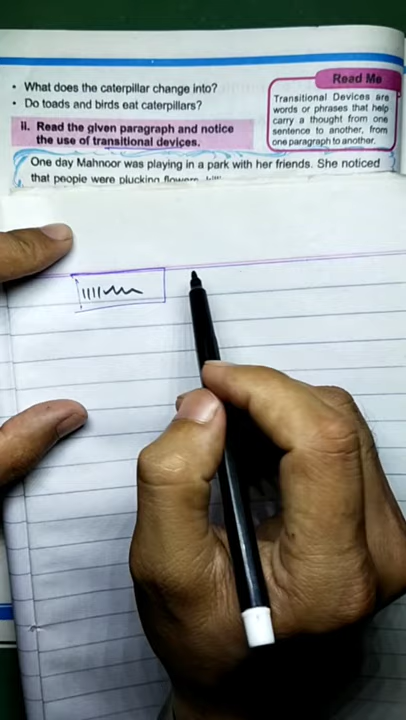 • What does the caterpillar change into?
• Do toads and birds eat caterpillars?
Read Me
Transitional Devices are
words or phrases that help
carry a thought from one
sentence to another, from
one paragraph to another.
ii. Read the given paragraph and notice
the use of transitional devices.
One day Mahnoor was playing in a park with her friends. She noticed
that people were plucking flowers